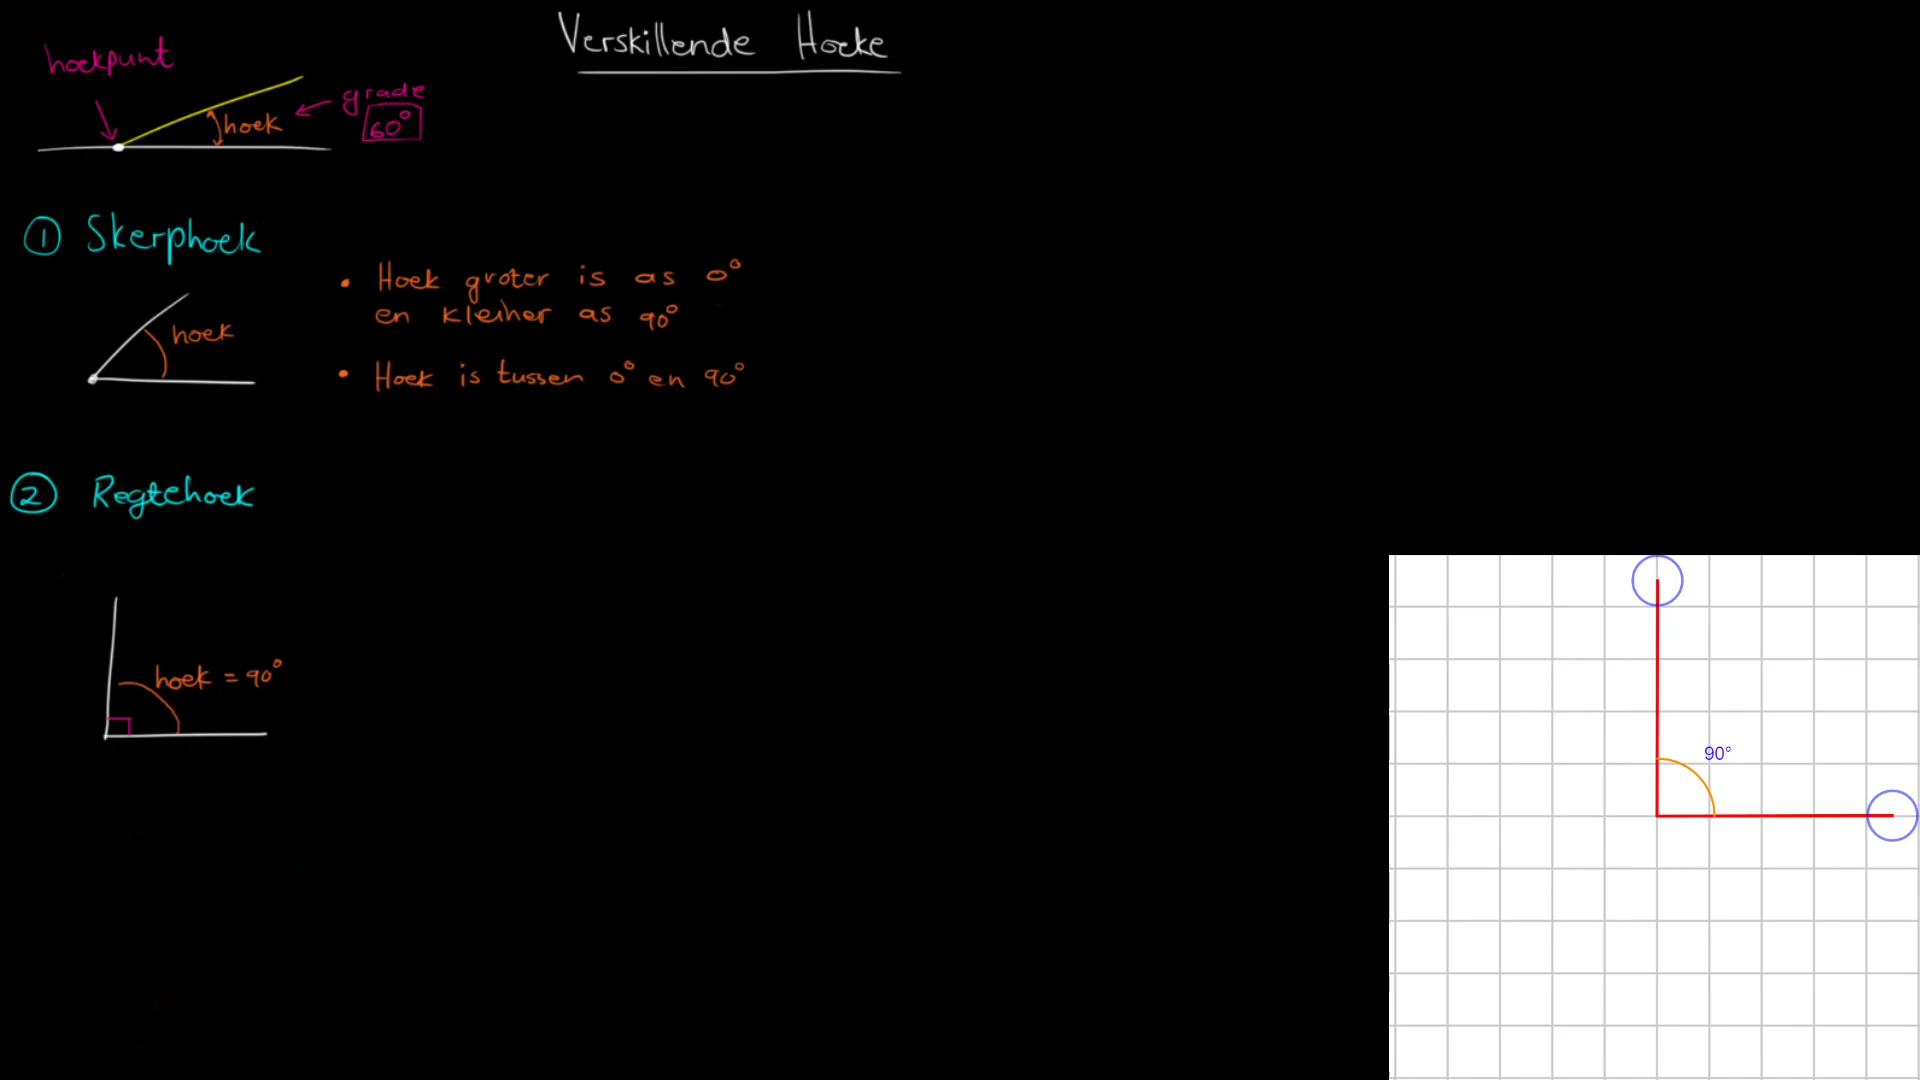 Verskillende Hoeke
hoekpunt
grade
60°
hoek
① Skerphoek
hoek
• Hoek groter is as 0°
en kleiner as 90°
• Hoek is tussen 0° en 90°
② Regtehoek
hoek = 90°
90°